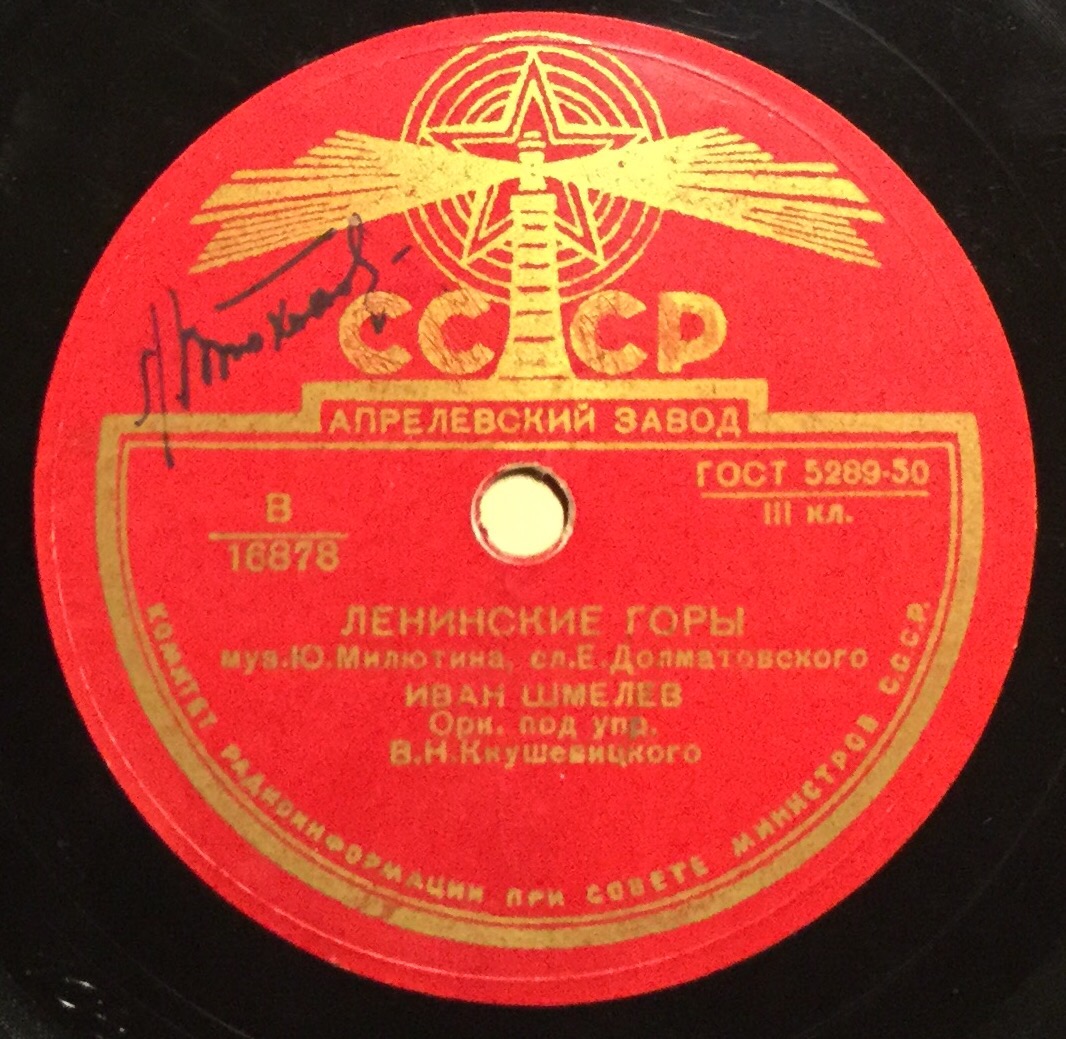 СССР
АПРЕЛЕВСКИЙ ЗАВОД
ГОСТ 5289-50
III кл.
В
16878
ЛЕНИНСКИЕ ГОРЫ
муз.Ю.Милютина, сл.Е.Долматовского
ИВАН ШМЕЛЕВ
Орк. под упр.
В.Н.Кнушевицкого
КОМИТЕТ РАДИОИНФОРМАЦИИ ПРИ СОВЕТЕ МИНИСТРОВ С.С.С.Р.